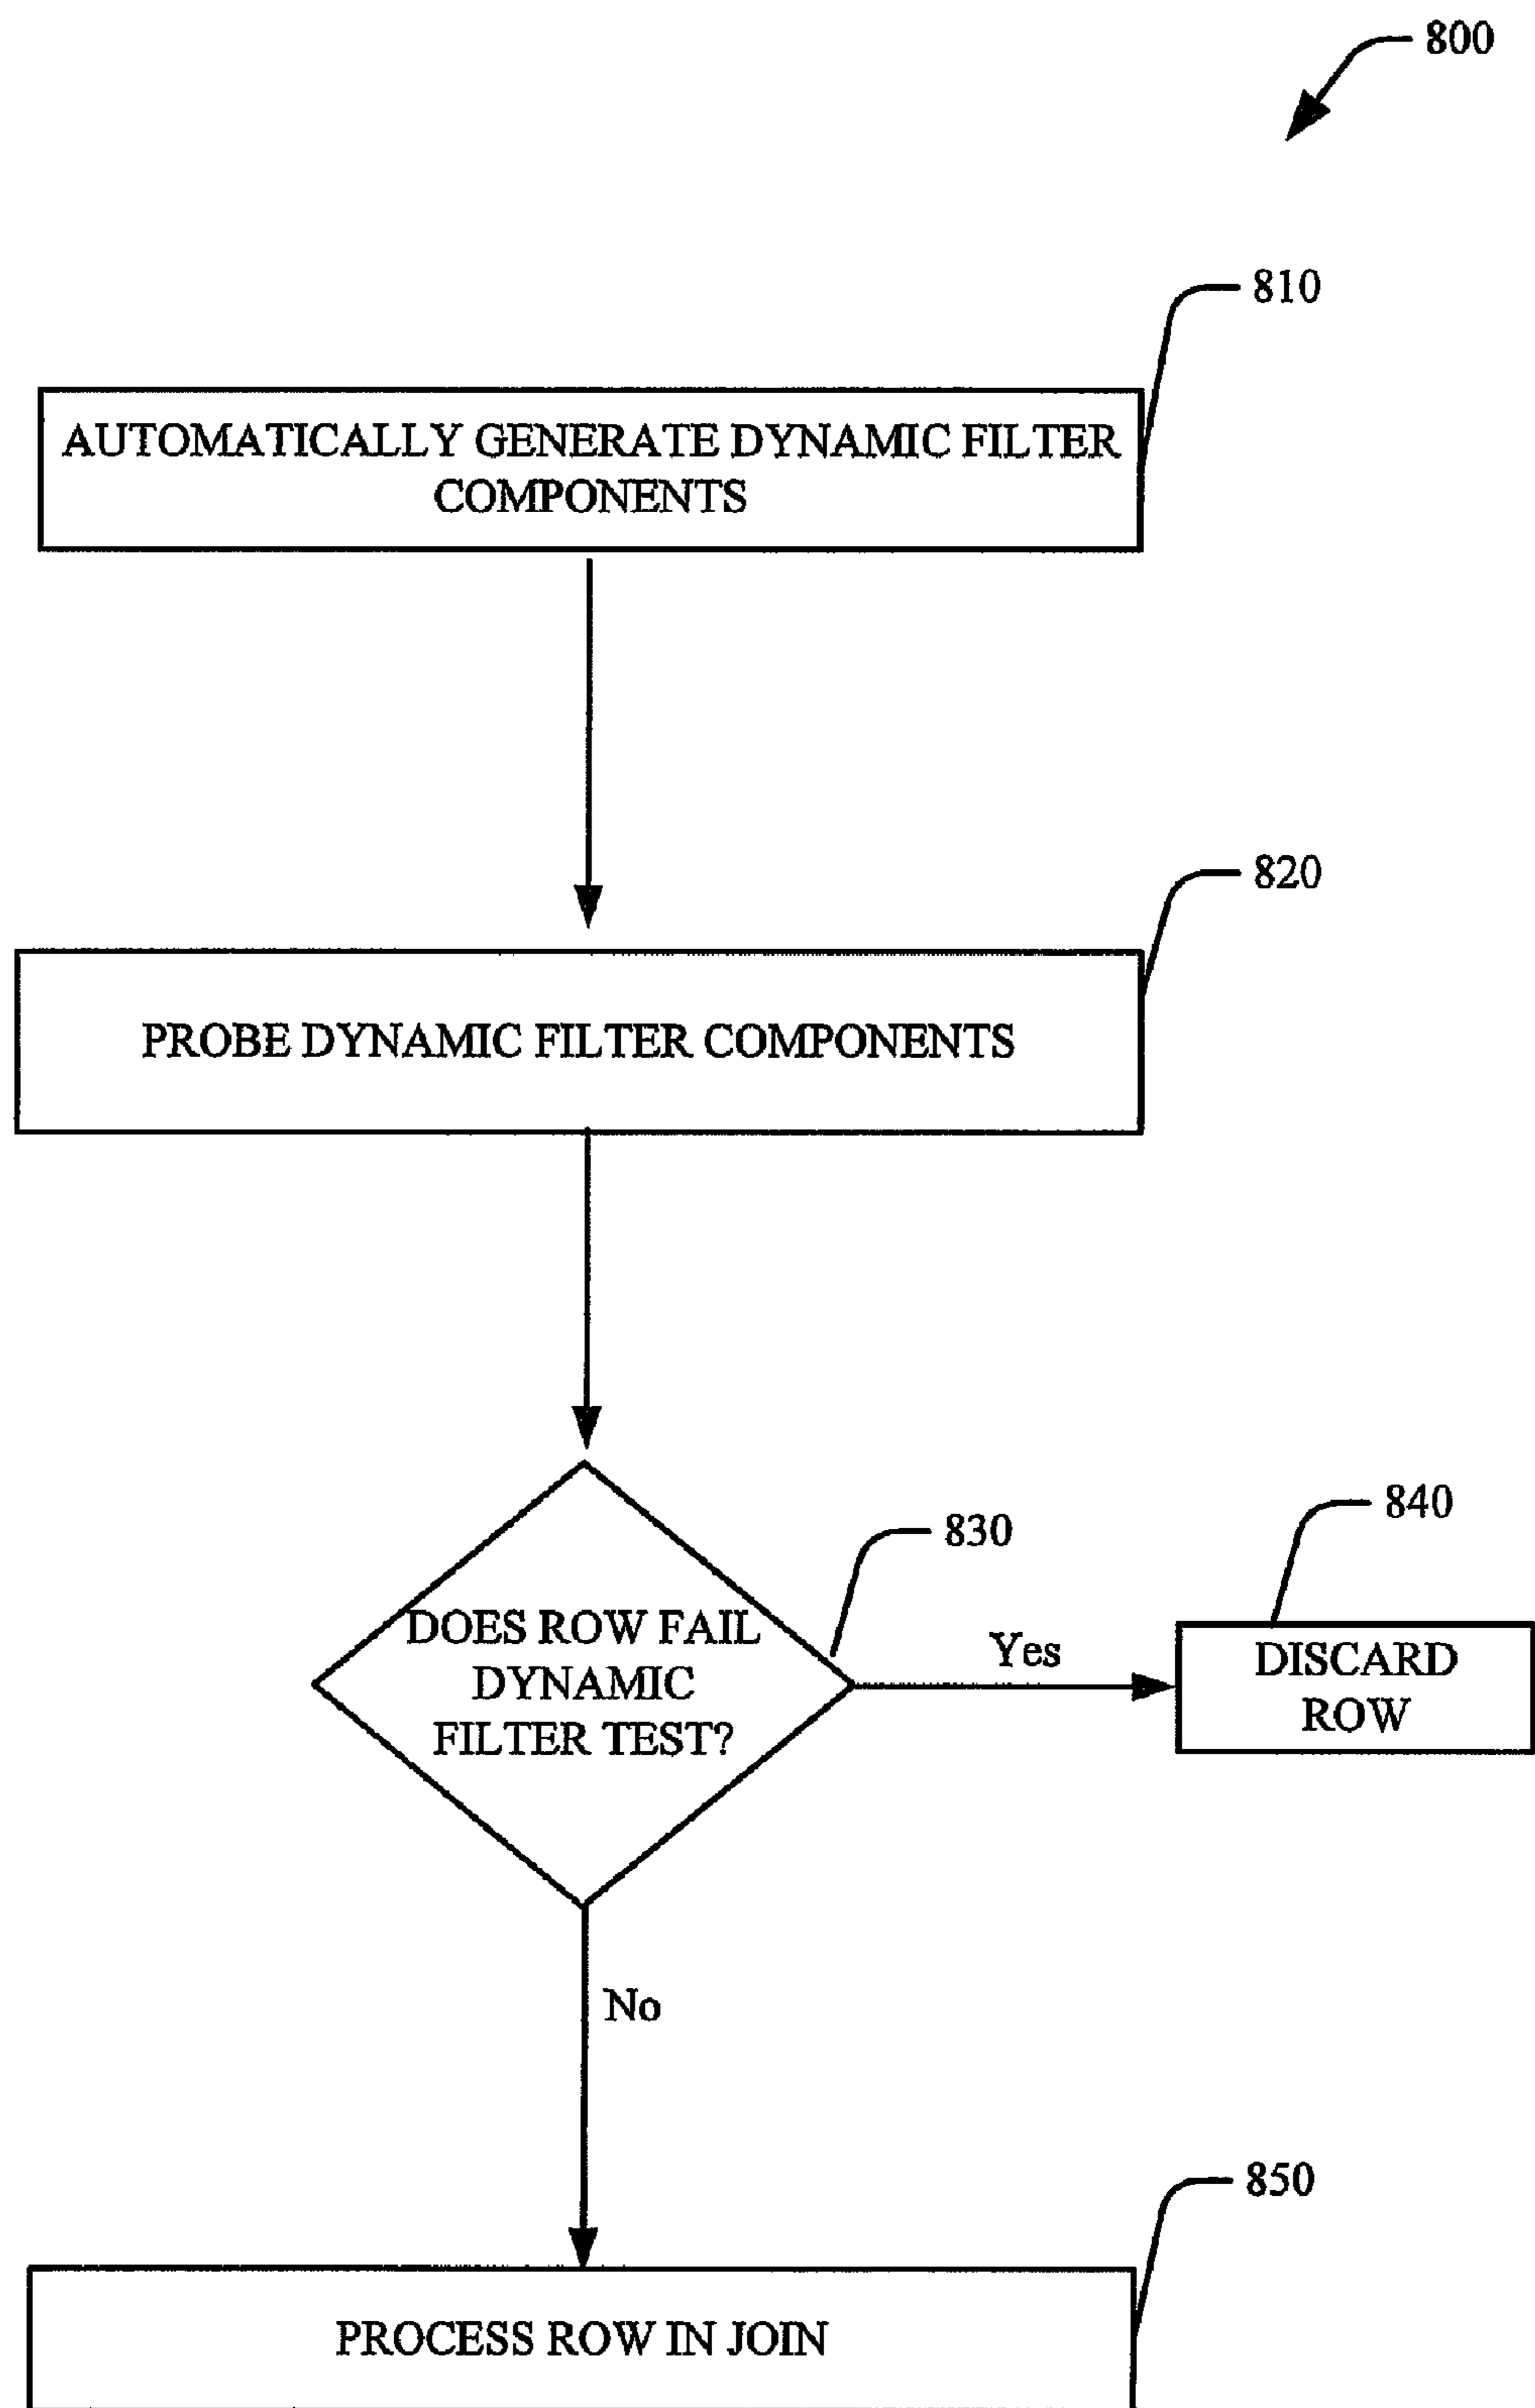 800
810
AUTOMATICALLY GENERATE DYNAMIC FILTER
COMPONENTS
820
PROBE DYNAMIC FILTER COMPONENTS
830
DOES ROW FAIL
DYNAMIC
FILTER TEST?
Yes
840
DISCARD
ROW
No
850
PROCESS ROW IN JOIN